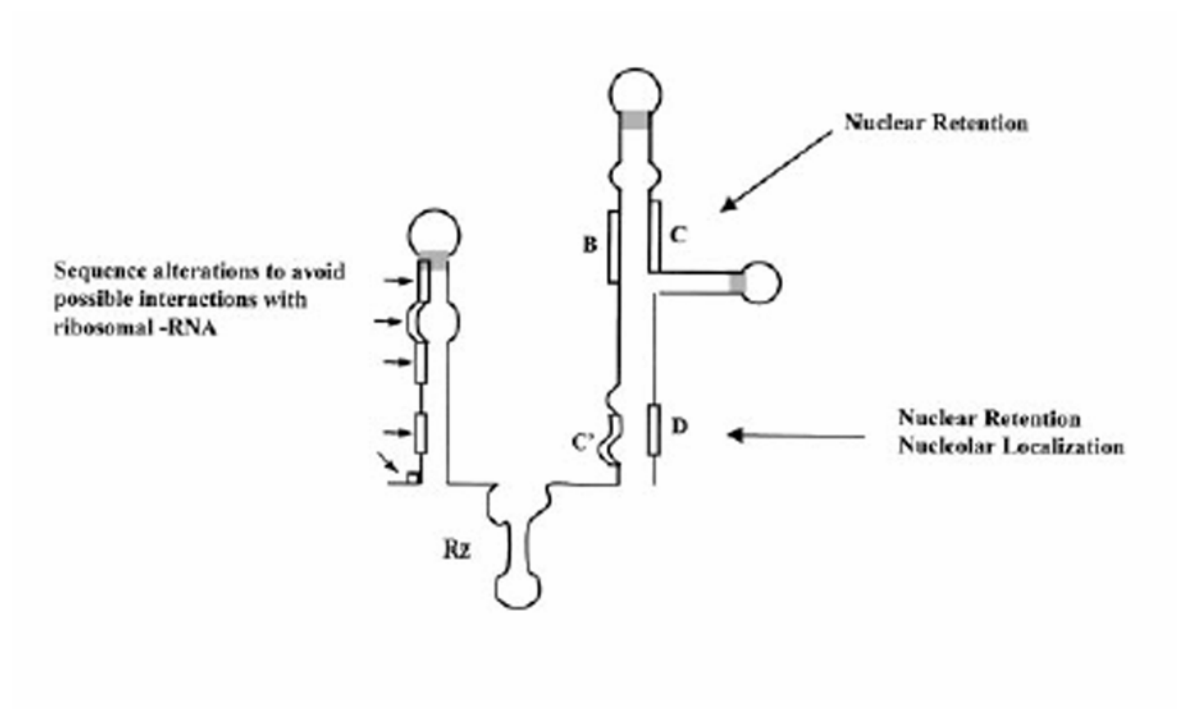 Nuclear Retention
B
C
Sequence alterations to avoid
possible interactions with
ribosomal -RNA
C'
D
Nuclear Retention
Nucleolar Localization
Rz